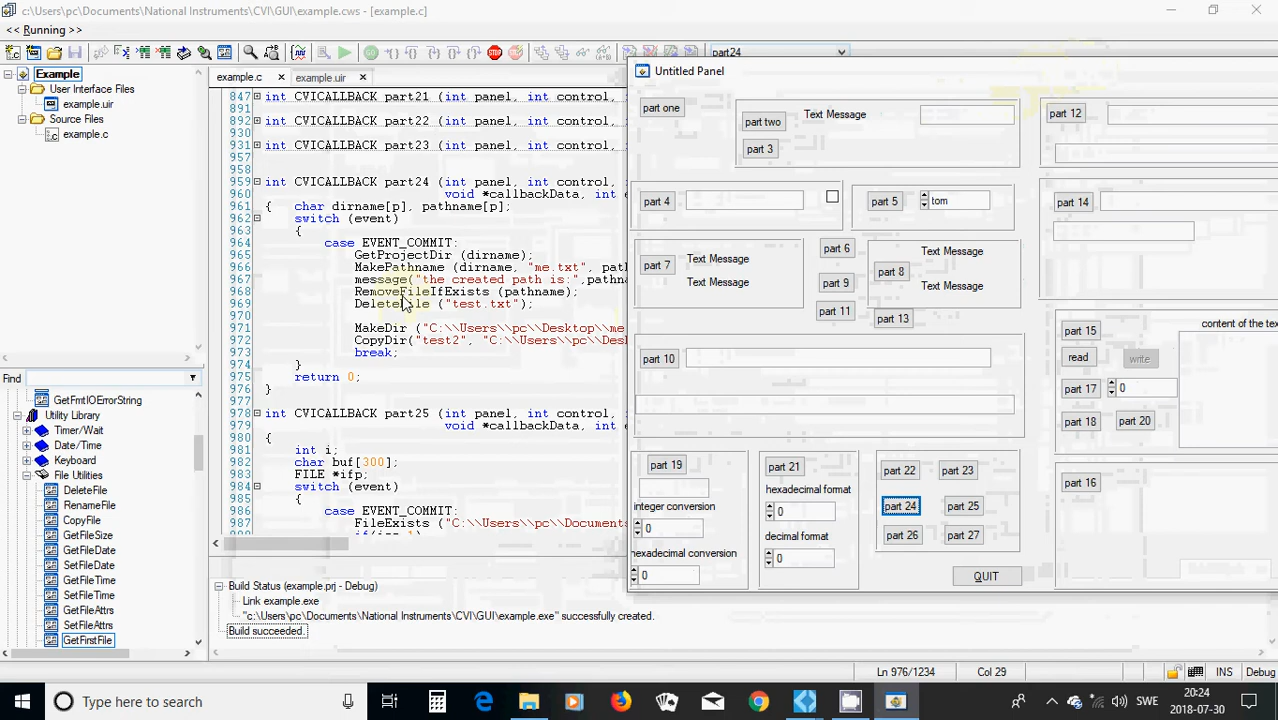 c:\Users\pc\Documents\National Instruments\CVI\GUI\example.cws - [example.c]
<< Running >>
part24
Example
User Interface Files
example.uir
Source Files
example.c
example.c
example.uir
847 int CVICALLBACK part21 (int panel, int control,
891
892 int CVICALLBACK part22 (int panel, int control,
930
931 int CVICALLBACK part23 (int panel, int control,
957
958
959 int CVICALLBACK part24 (int panel, int control,
960 void *callbackData, int e
961 { char dirname[p], pathname[p];
962 switch (event)
963 {
964 case EVENT_COMMIT:
965 GetProjectDir (dirname);
966 MakePathname (dirname, "me.txt", path
967 message("the created path is:",pathna
968 RemoveFileIfExists (pathname);
969 DeleteFile ("test.txt");
970
971 MakeDir ("C:\\Users\\pc\\Desktop\\me
972 CopyDir("test2", "C:\\Users\\pc\\Des
973 break;
974 }
975 return 0;
976 }
977
978 int CVICALLBACK part25 (int panel, int control,
979 void *callbackData, int e
980 {
981 int i;
982 char buf[300];
983 FILE *ifp;
984 switch (event)
985 {
986 case EVENT_COMMIT:
987 FileExists ("C:\\Users\\pc\\Documents
Find
GetFmtIOErrorString
Utility Library
Timer/Wait
Date/Time
Keyboard
File Utilities
DeleteFile
RenameFile
CopyFile
GetFileSize
GetFileDate
SetFileDate
GetFileTime
SetFileTime
GetFileAttrs
SetFileAttrs
GetFirstFile
Build Status (example.prj - Debug)
Link example.exe
"c:\Users\pc\Documents\National Instruments\CVI\GUI\example.exe" successfully created.
Build succeeded.
Untitled Panel
part one
part two
Text Message
part 3
part 12
part 4
part 5
tom
part 14
part 6
part 7
Text Message
Text Message
part 8
Text Message
Text Message
part 9
part 11
part 13
part 10
part 15
content of the tex
read
write
part 17
0
part 18
part 20
part 19
integer conversion
0
hexadecimal conversion
0
part 21
hexadecimal format
0
decimal format
0
part 22
part 23
part 24
part 25
part 26
part 27
part 16
QUIT
Ln 976/1234
Col 29
INS
Debug
Type here to search
SWE
20:24
2018-07-30